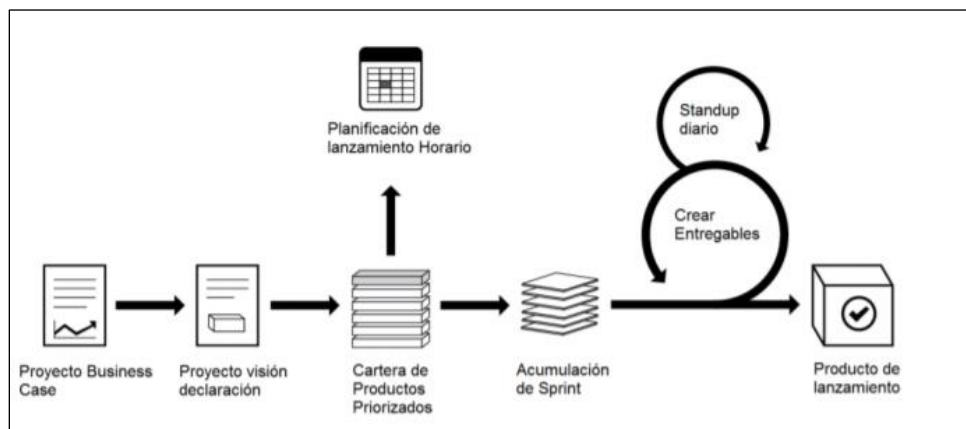 Planificación de
lanzamiento Horario
Standup
diario
Crear
Entregables
Proyecto Business
Case
Proyecto visión
declaración
Cartera de
Productos
Priorizados
Acumulación
de Sprint
Producto de
lanzamiento